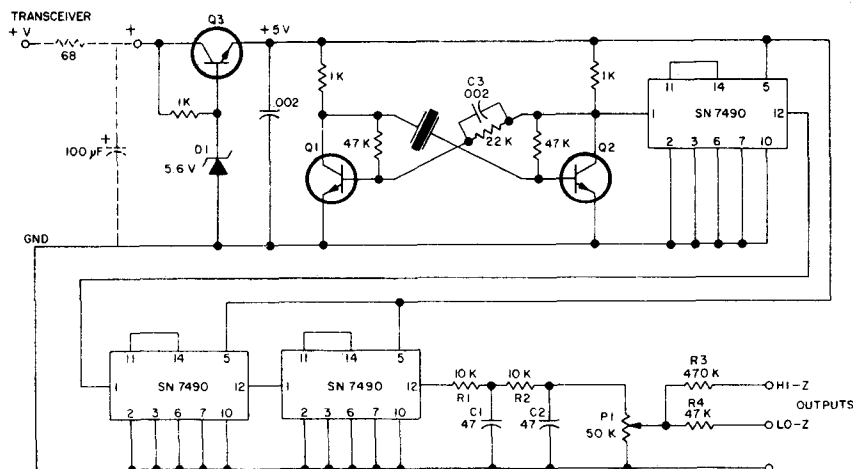 TRANSCEIVER
+ V
68
+
Q3
+5V
1K
D1
5.6 V
100 µF
+
.002
1K
Q1
47 K
C3
.002
22 K
47 K
1K
Q2
11 14 5
1 SN 7490 12
2 3 6 7 10
GND
11 14 5
1 SN 7490 12
2 3 6 7 10
11 14 5
1 SN 7490 12
2 3 6 7 10
10 K
R1
10 K
R2
C1
47
C2
47
P1
50 K
R3
470 K
HI-Z
R4
47 K
LO-Z
OUTPUTS